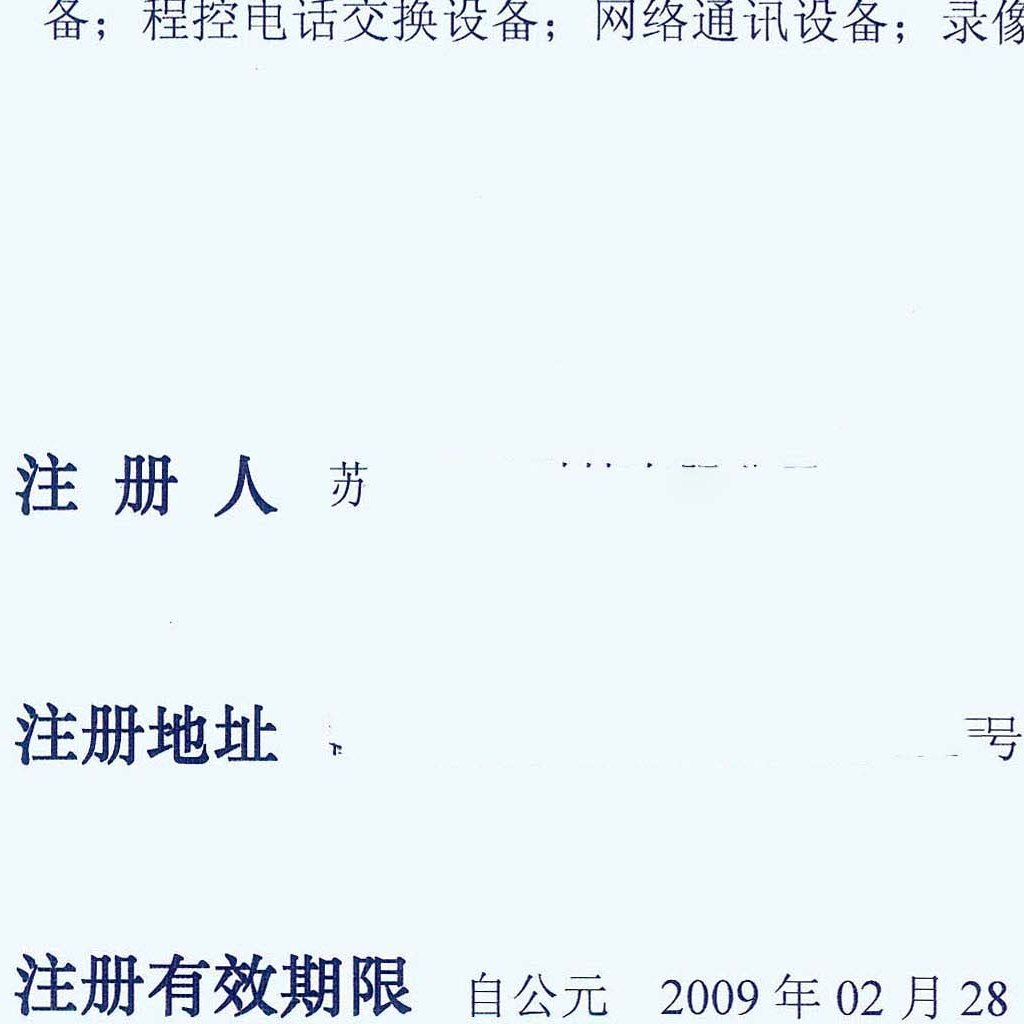 备；程控电话交换设备；网络通讯设备；录像
注 册 人 苏
注册地址 号
注册有效期限 自公元 2009 年 02 月 28